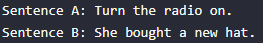 Sentence A: Turn the radio on.
Sentence B: She bought a new hat.